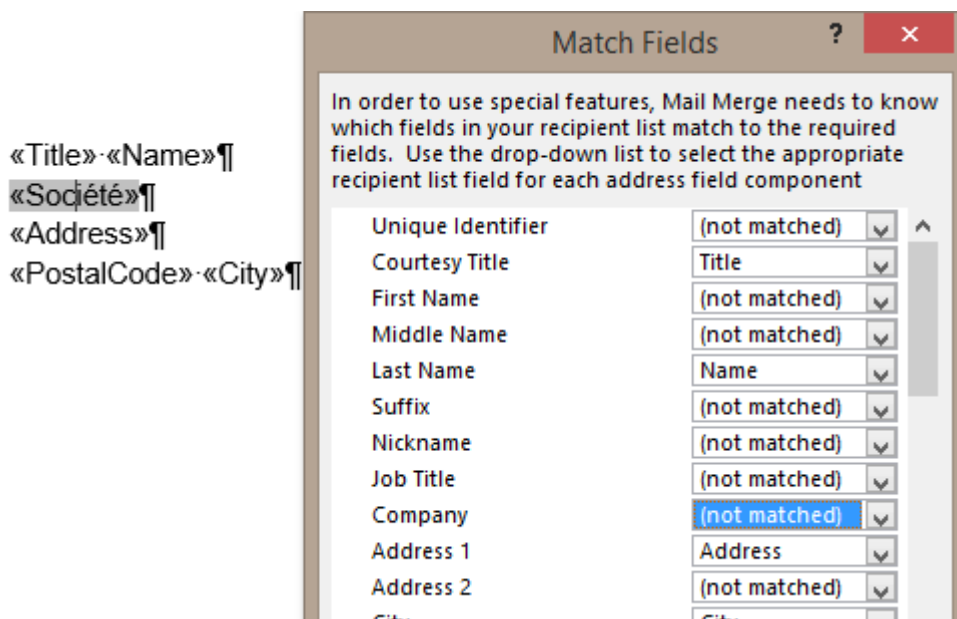 «Title»·«Name»¶
«Société»¶
«Address»¶
«PostalCode»·«City»¶
Match Fields ? ×
In order to use special features, Mail Merge needs to know
which fields in your recipient list match to the required
fields.  Use the drop-down list to select the appropriate
recipient list field for each address field component
Unique Identifier (not matched)
Courtesy Title Title
First Name (not matched)
Middle Name (not matched)
Last Name Name
Suffix (not matched)
Nickname (not matched)
Job Title (not matched)
Company (not matched)
Address 1 Address
Address 2 (not matched)
City City